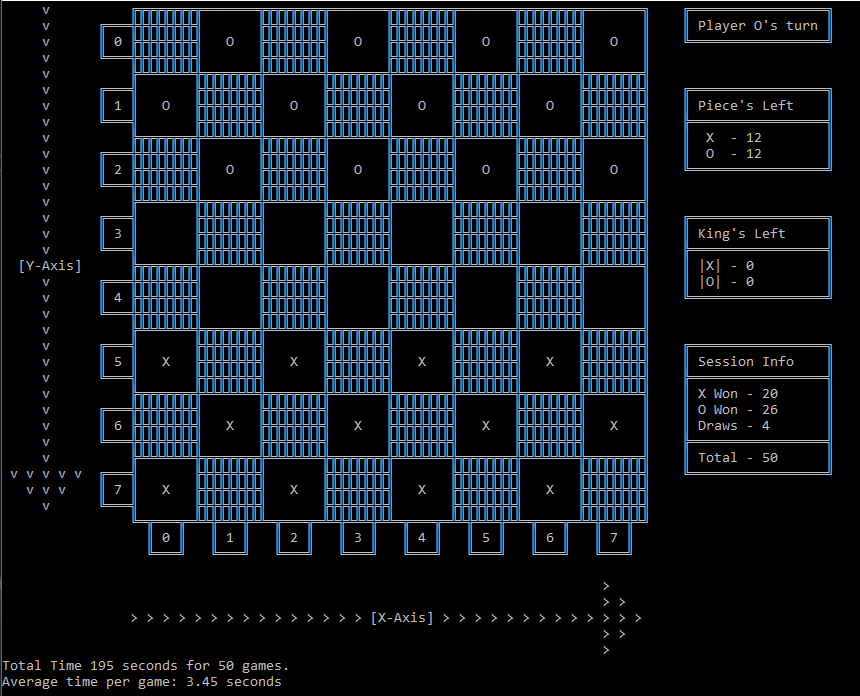 Player O's turn
0 O O O O
1 O O O O
Piece's Left
X - 12
O - 12
2 O O O O
3
King's Left
[Y-Axis]
|X| - 0
|O| - 0
4
5 X X X X
Session Info
X Won - 20
O Won - 26
Draws - 4
6 X X X X
Total - 50
v v v v v
v v v
v
7 X X X X
0 1 2 3 4 5 6 7
>
> >
> > > > > > > > > > > > > > > [X-Axis] > > > > > > > > > > > > >
> >
>
Total Time 195 seconds for 50 games.
Average time per game: 3.45 seconds